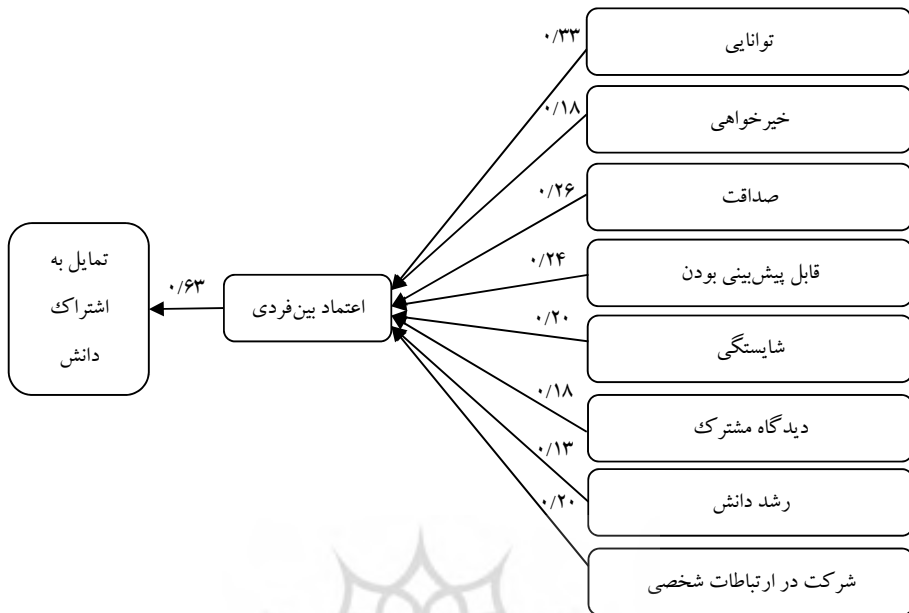 توانایی
۰/۳۳
خیرخواهی
۰/۱۸
صداقت
۰/۲۶
قابل پیش‌بینی بودن
۰/۲۴
شایستگی
۰/۲۰
دیدگاه مشترک
۰/۱۸
رشد دانش
۰/۱۳
شرکت در ارتباطات شخصی
۰/۲۰
اعتماد بین‌فردی
۰/۶۳
تمایل به
اشتراک
دانش